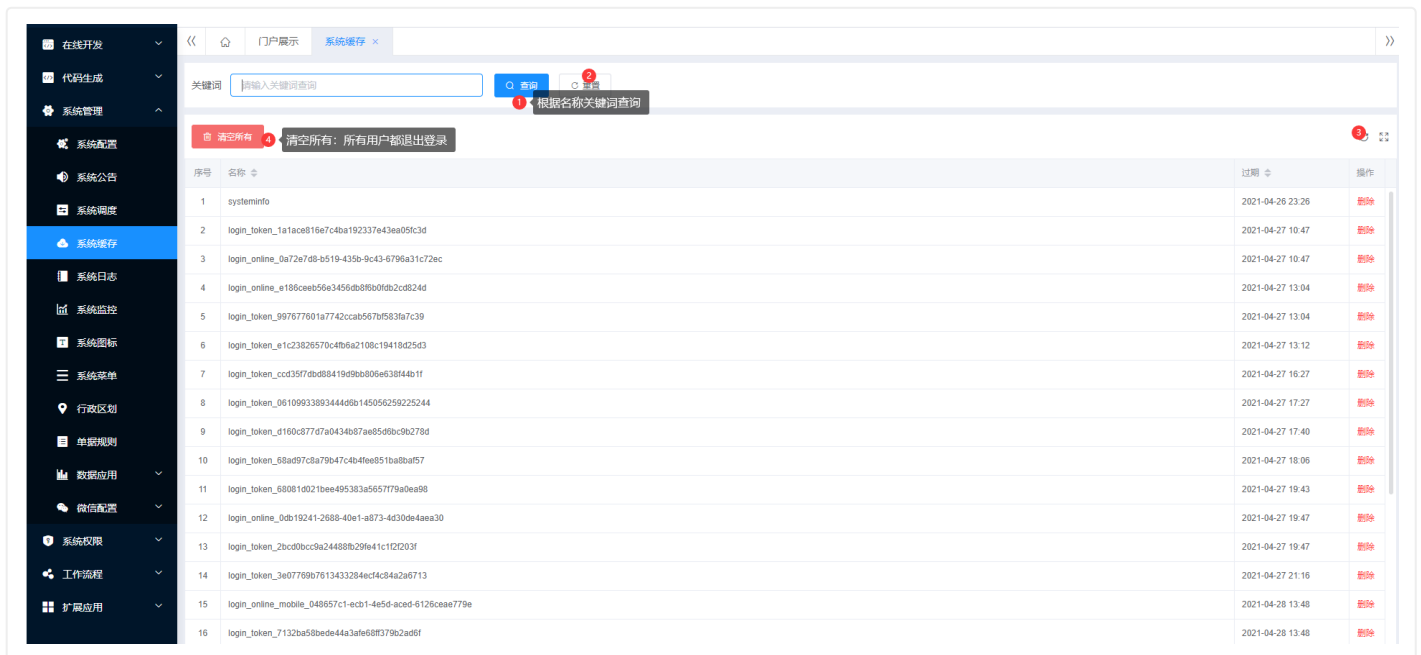 在线开发
代码生成
系统管理
系统配置
系统公告
系统调度
系统缓存
系统日志
系统监控
系统图标
系统菜单
行政区划
单据规则
数据应用
微信配置
系统权限
工作流程
扩展应用
门户展示 系统缓存 ×
关键词 请输入关键词查询 查询 重置 2
1 根据名称关键词查询
清空所有 4 清空所有：所有用户都退出登录 3
序号 名称 过期 操作
1 systeminfo 2021-04-26 23:26 删除
2 login_token_1a1ace816e7c4ba192337e43ea05fc3d 2021-04-27 10:47 删除
3 login_online_0a72e7d8-b519-435b-9c43-6796a31c72ec 2021-04-27 10:47 删除
4 login_online_e186ceeb56e3456db8f6b0fdb2cd824d 2021-04-27 13:04 删除
5 login_token_997677601a7742ccab567bf583fa7c39 2021-04-27 13:04 删除
6 login_token_e1c23826570c4fb6a2108c19418d25d3 2021-04-27 13:12 删除
7 login_token_ccd35f7dbd88419d9bb806e638f44b1f 2021-04-27 16:27 删除
8 login_token_06109933893444d6b145056259225244 2021-04-27 17:27 删除
9 login_token_d160c877d7a0434b87ae85d6bc9b278d 2021-04-27 17:40 删除
10 login_token_68ad97c8a79b47c4b4fee851ba8baf57 2021-04-27 18:06 删除
11 login_token_68081d021bee495383a5657f79a0ea98 2021-04-27 19:43 删除
12 login_online_0db19241-2688-40e1-a873-4d30de4aea30 2021-04-27 19:47 删除
13 login_token_2bcd0bcc9a24488fb29fe41c1f2f203f 2021-04-27 19:47 删除
14 login_token_3e07769b7613433284ecf4c84a2a6713 2021-04-27 21:16 删除
15 login_online_mobile_048657c1-ecb1-4e5d-aced-6126ceae779e 2021-04-28 13:48 删除
16 login_token_7132ba58bede44a3afe68ff379b2ad6f 2021-04-28 13:48 删除